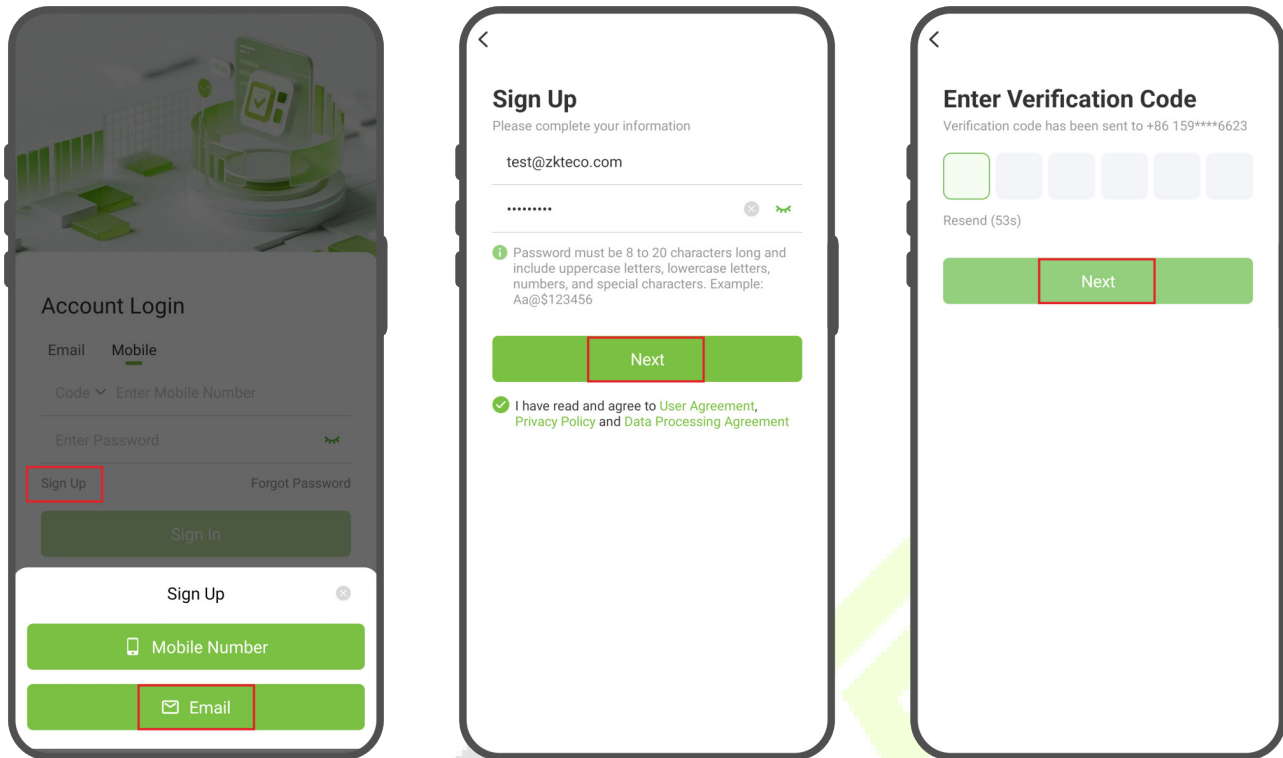 Account Login
Email Mobile
Code Enter Mobile Number
Enter Password
Sign Up Forgot Password
Sign In
Sign Up
Mobile Number
Email
Sign Up
Please complete your information
test@zkteco.com
•••••••••
Password must be 8 to 20 characters long and
include uppercase letters, lowercase letters,
numbers, and special characters. Example:
Aa@$123456
Next
I have read and agree to User Agreement,
Privacy Policy and Data Processing Agreement
Enter Verification Code
Verification code has been sent to +86 159****6623
Resend (53s)
Next